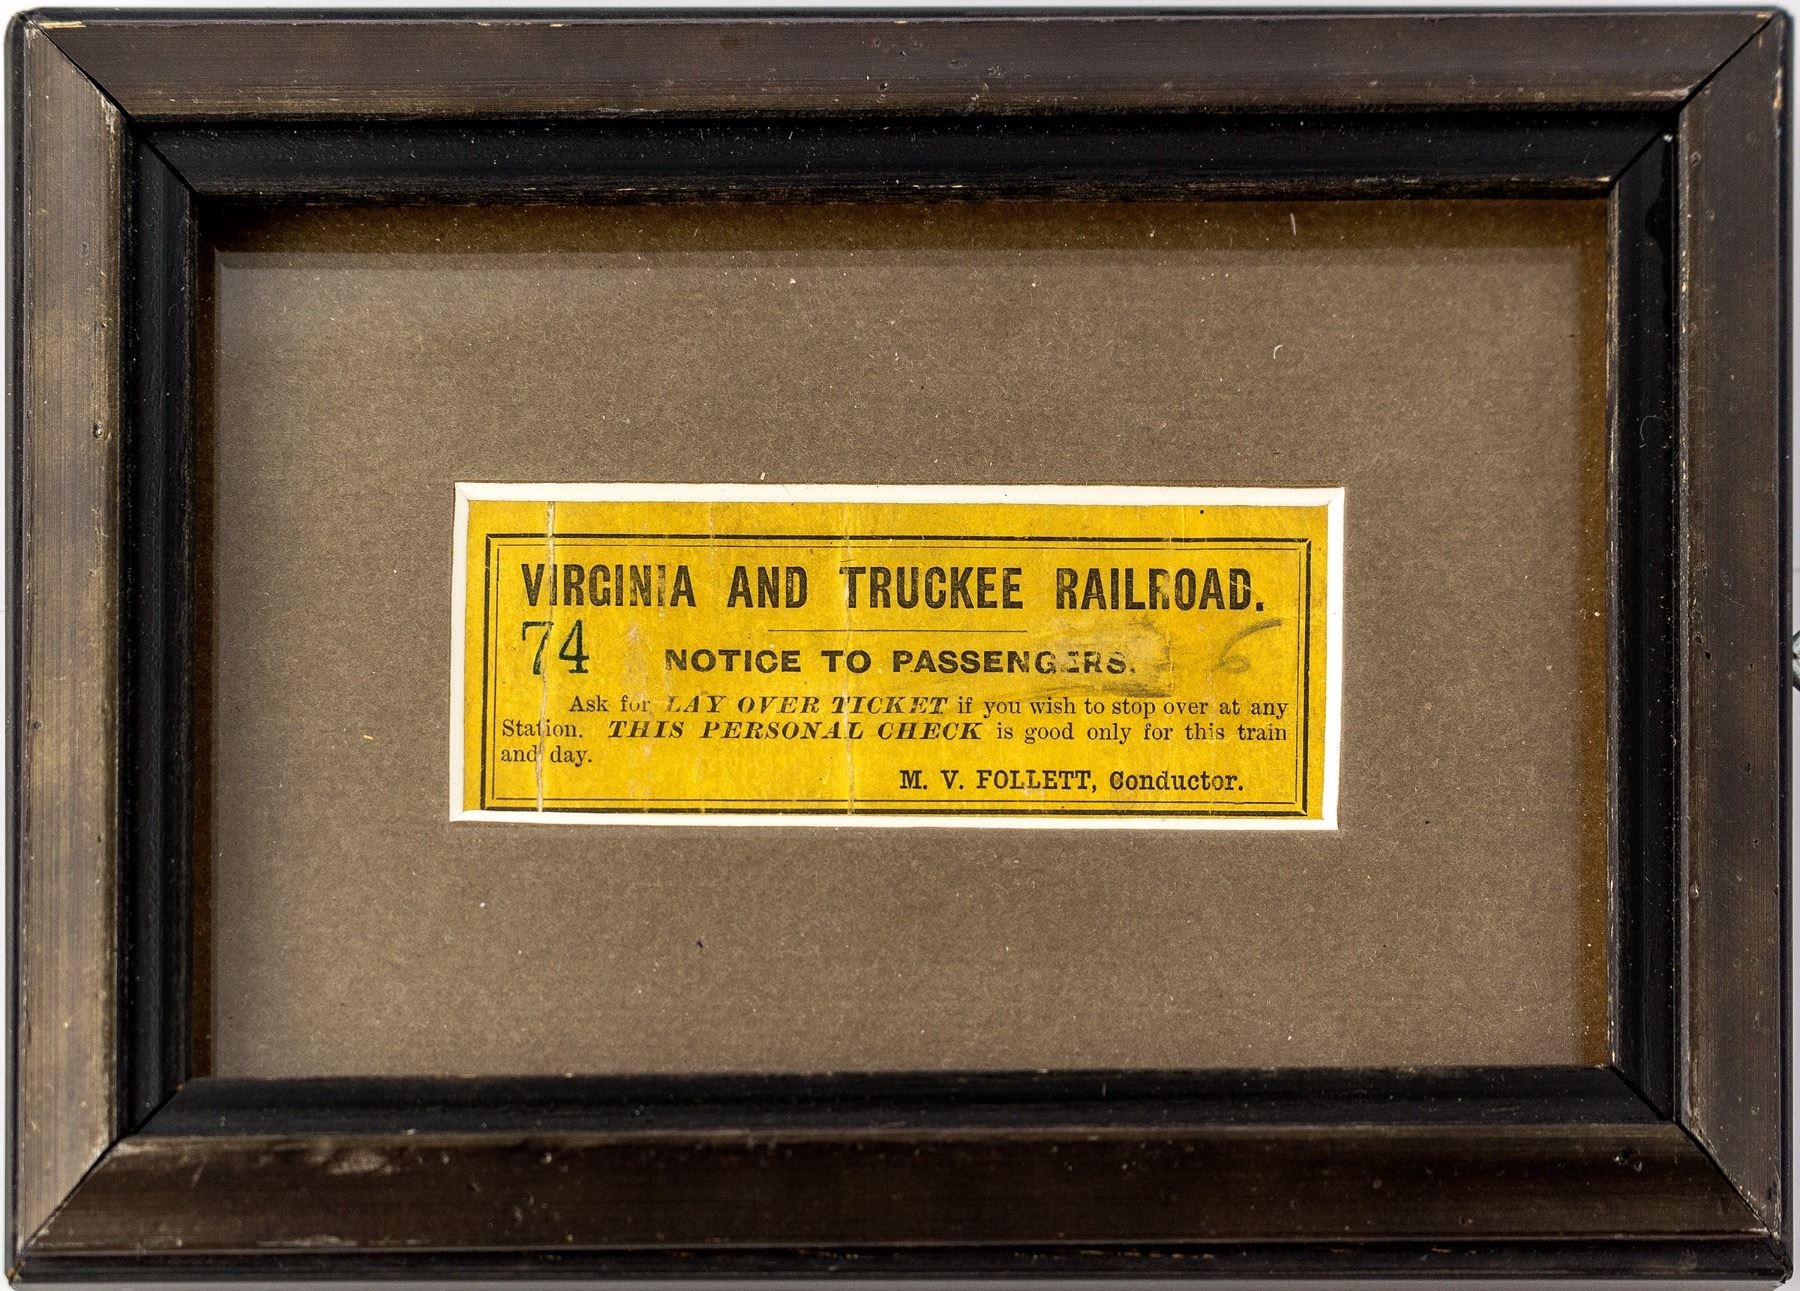 VIRGINIA AND TRUCKEE RAILROAD.
74
NOTICE TO PASSENGERS.
6
Ask for LAY OVER TICKET if you wish to stop over at any
Station. THIS PERSONAL CHECK is good only for this train
and day.
M. V. FOLLETT, Conductor.